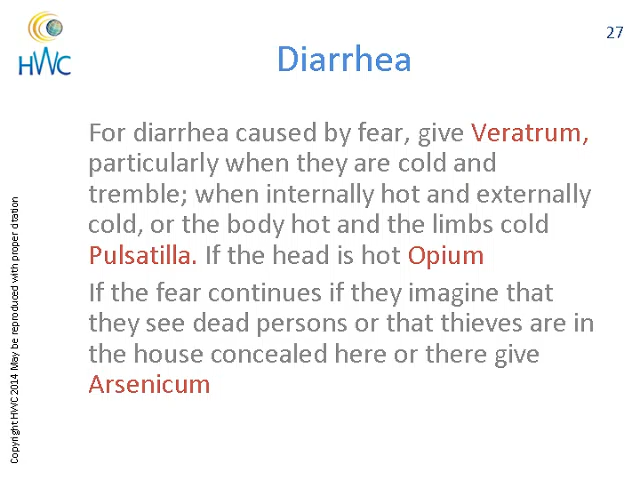 27
HWC
Diarrhea
For diarrhea caused by fear, give Veratrum,
particularly when they are cold and
tremble; when internally hot and externally
cold, or the body hot and the limbs cold
Pulsatilla. If the head is hot Opium
If the fear continues if they imagine that
they see dead persons or that thieves are in
the house concealed here or there give
Arsenicum
Copyright HWC 2014 May be reproduced with proper citation